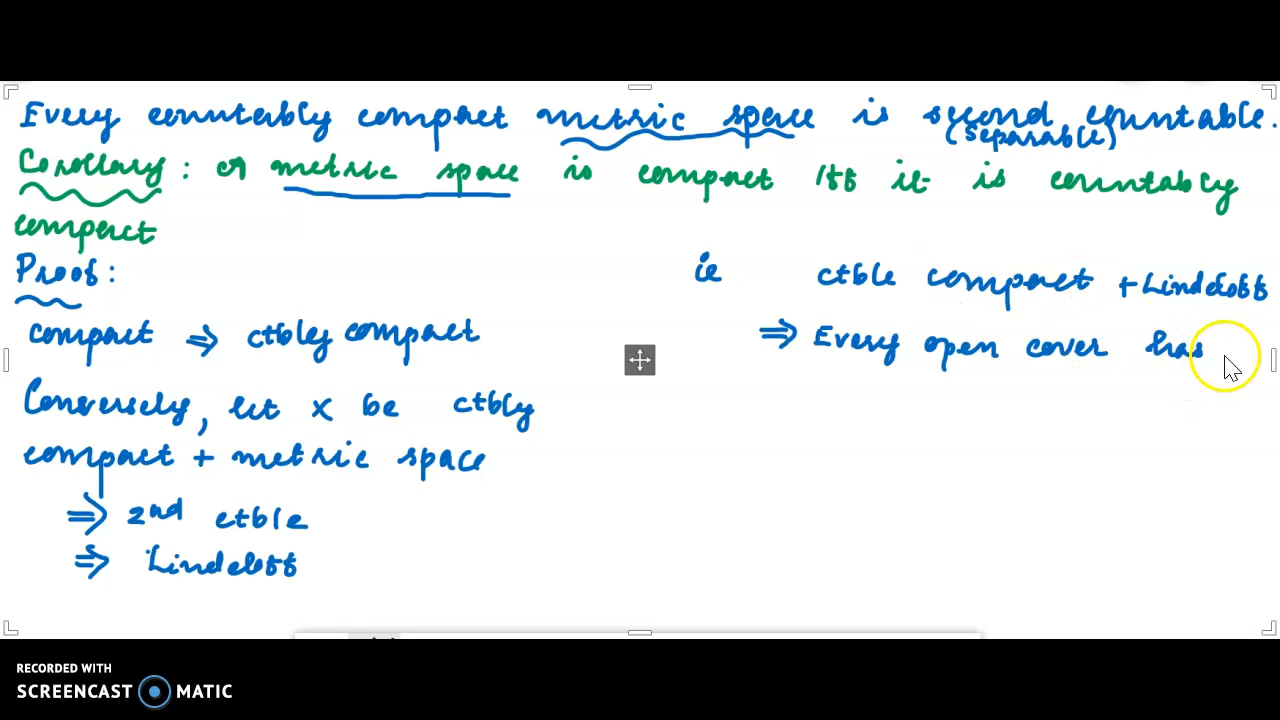 Every countably compact metric space is second countable.
(Separable)
Corollary: A metric space is compact iff it is countably
compact
Proof:
compact ⇒ ctbly compact
Conversely, let X be ctbly
compact + metric space
⇒ 2nd ctble
⇒ Lindeloff
ie ctble compact + Lindeloff
⇒ Every open cover has
RECORDED WITH
SCREENCAST MATIC